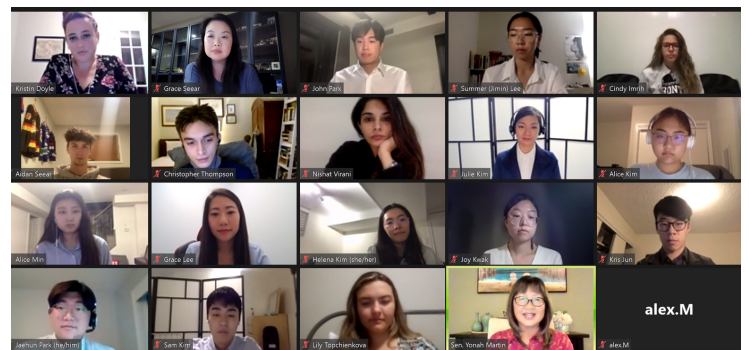 Kristin Doyle
Grace Seear
John Park
Summer (Jimin) Lee
Cindy Imrih
Aidan Seear
Christopher Thompson
Nishat Virani
Julie Kim
Alice Kim
Alice Min
Grace Lee
Helena Kim (she/her)
Joy Kwak
Kris Jun
Jaehun Park (he/him)
Sam Kim
Lily Topchienkova
Sen. Yonah Martin
alex.M
alex.M